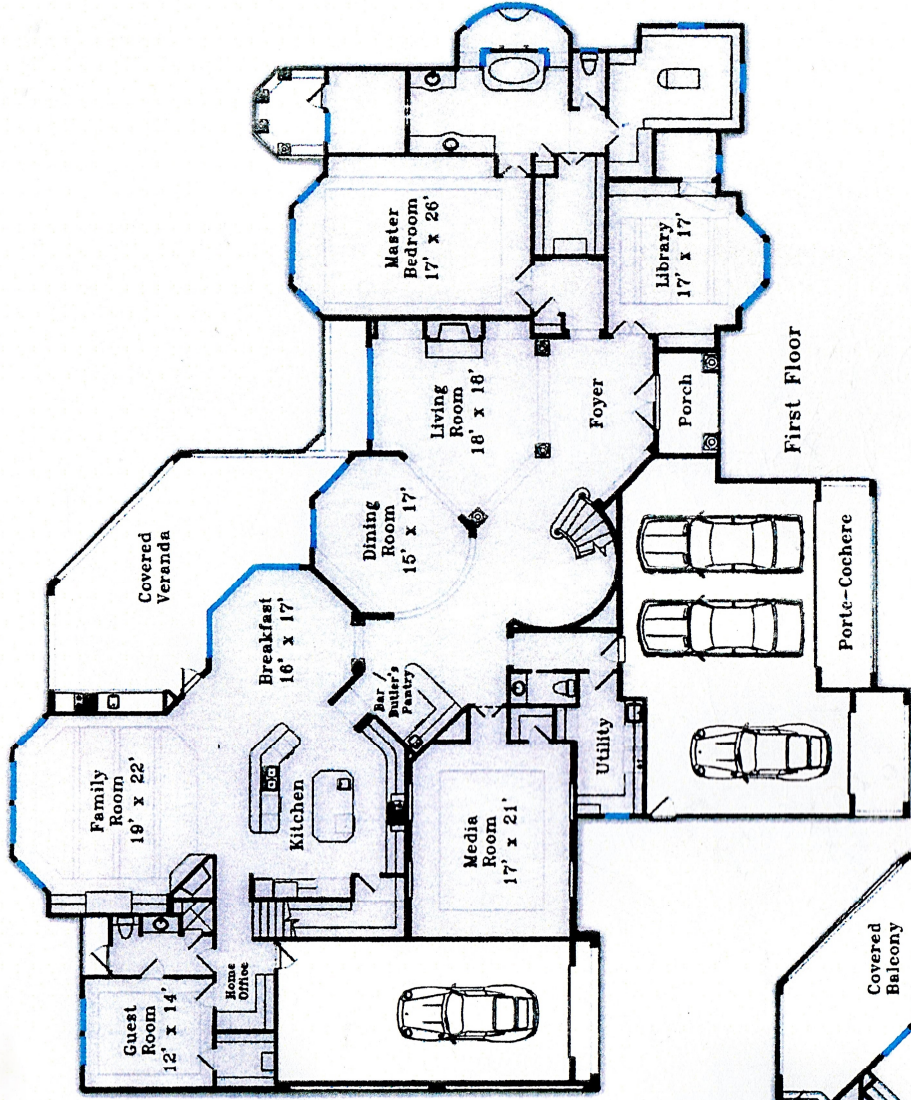 Master
Bedroom
17' x 26'
Library
17' x 17'
Living
Room
18' x 18'
Foyer
Porch
First Floor
Covered
Veranda
Dining
Room
15' x 17'
Breakfast
16' x 17'
Bar/
Butler's
Pantry
Porte-Cochere
Family
Room
19' x 22'
Kitchen
Media
Room
17' x 21'
Utility
Guest
Room
12' x 14'
Home
Office
Covered
Balcony